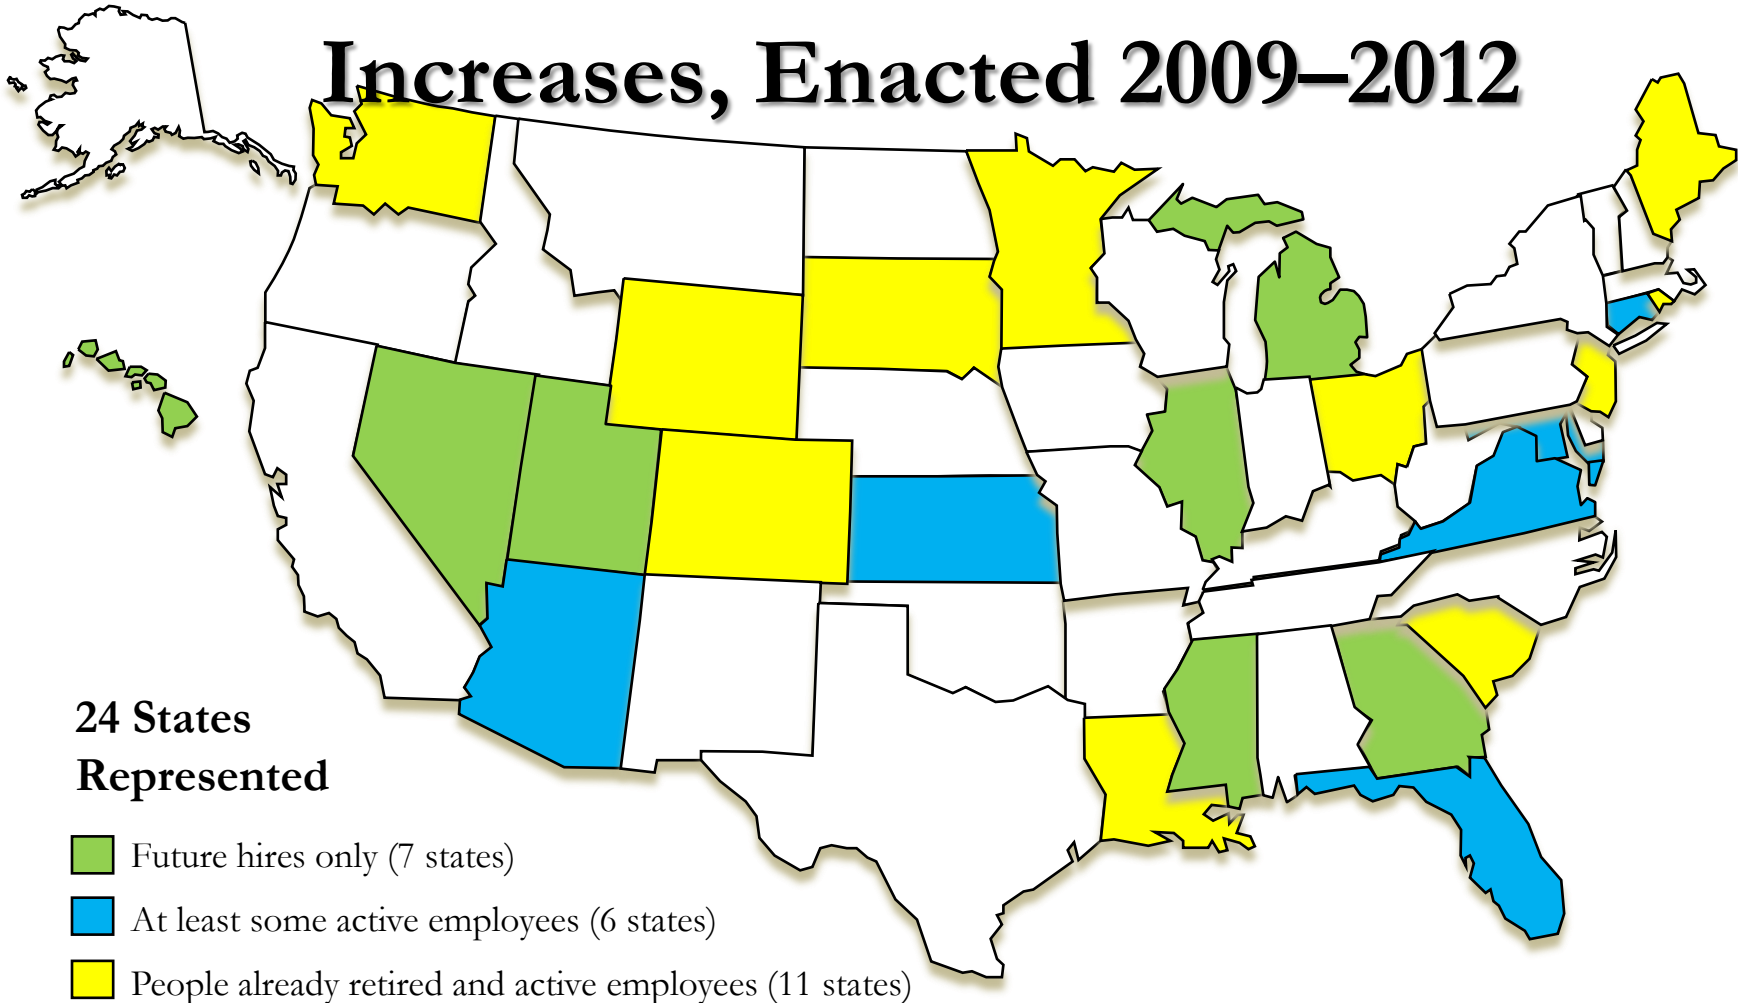 Increases, Enacted 2009–2012
24 States
Represented
Future hires only (7 states)
At least some active employees (6 states)
People already retired and active employees (11 states)